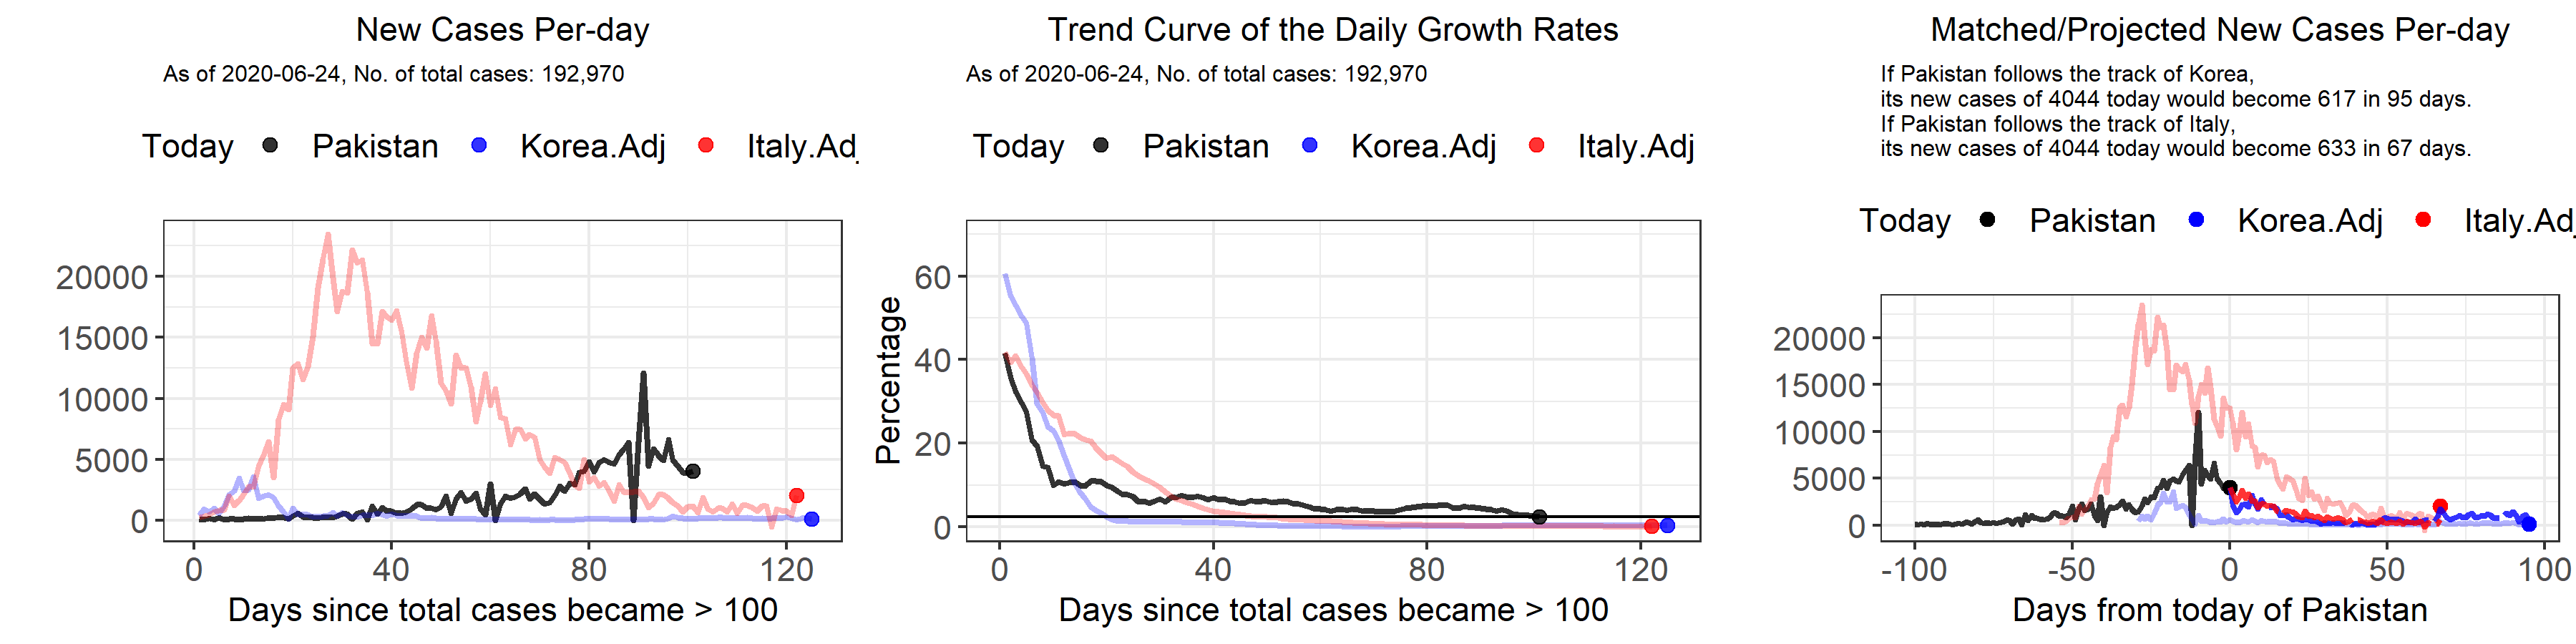 New Cases Per-day
As of 2020-06-24, No. of total cases: 192,970
Today Pakistan Korea.Adj Italy.Ad
20000
15000
10000
5000
0
0 40 80 120
Days since total cases became > 100
Trend Curve of the Daily Growth Rates
As of 2020-06-24, No. of total cases: 192,970
Today Pakistan Korea.Adj Italy.Adj
Percentage
60
40
20
0
0 40 80 120
Days since total cases became > 100
Matched/Projected New Cases Per-day
If Pakistan follows the track of Korea,
its new cases of 4044 today would become 617 in 95 days.
If Pakistan follows the track of Italy,
its new cases of 4044 today would become 633 in 67 days.
Today Pakistan Korea.Adj Italy.Adj
20000
15000
10000
5000
0
-100 -50 0 50 100
Days from today of Pakistan